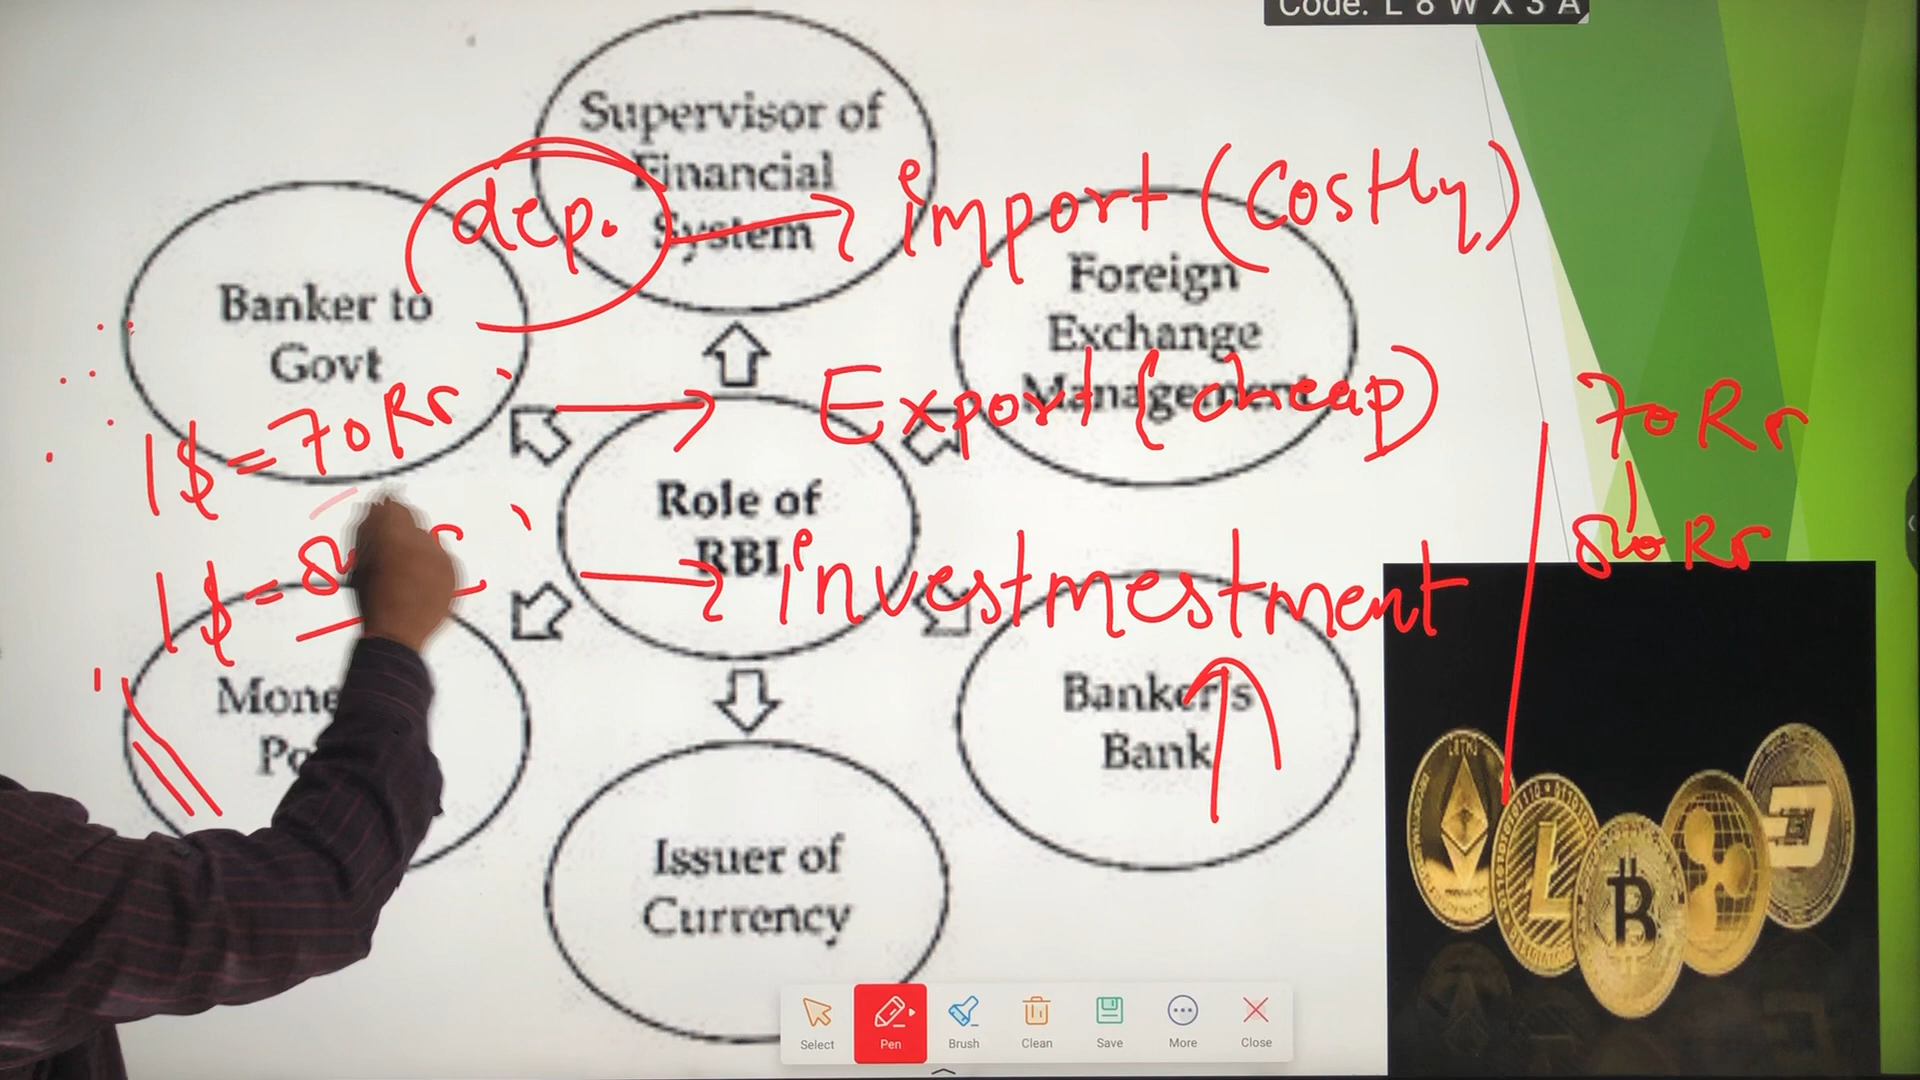 Code: L 8 W X 3 A
Supervisor of
Financial
System
dep.
import (Costly)
Banker to
Govt
Foreign
Exchange
Management
1$ = 70 Rs
Export (cheap)
70 Rs
80 Rs
Role of
RBI
1$ =
investmestment
Banker's
Bank
Issuer of
Currency
Select
Pen
Brush
Clean
Save
More
Close